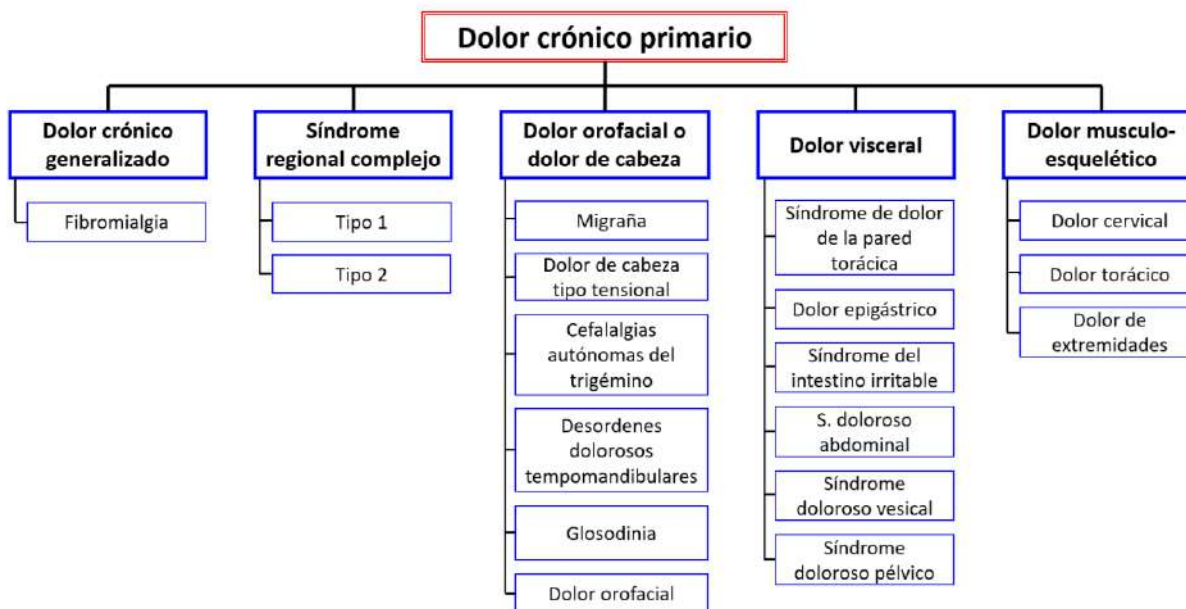 Dolor crónico primario
Dolor crónico
generalizado
Fibromialgia
Síndrome
regional complejo
Tipo 1
Tipo 2
Dolor orofacial o
dolor de cabeza
Migraña
Dolor de cabeza
tipo tensional
Cefalalgias
autónomas del
trigémino
Desordenes
dolorosos
tempomandibulares
Glosodinia
Dolor orofacial
Dolor visceral
Síndrome de dolor
de la pared
torácica
Dolor epigástrico
Síndrome del
intestino irritable
S. doloroso
abdominal
Síndrome
doloroso vesical
Síndrome
doloroso pélvico
Dolor musculo-
esquelético
Dolor cervical
Dolor torácico
Dolor de
extremidades